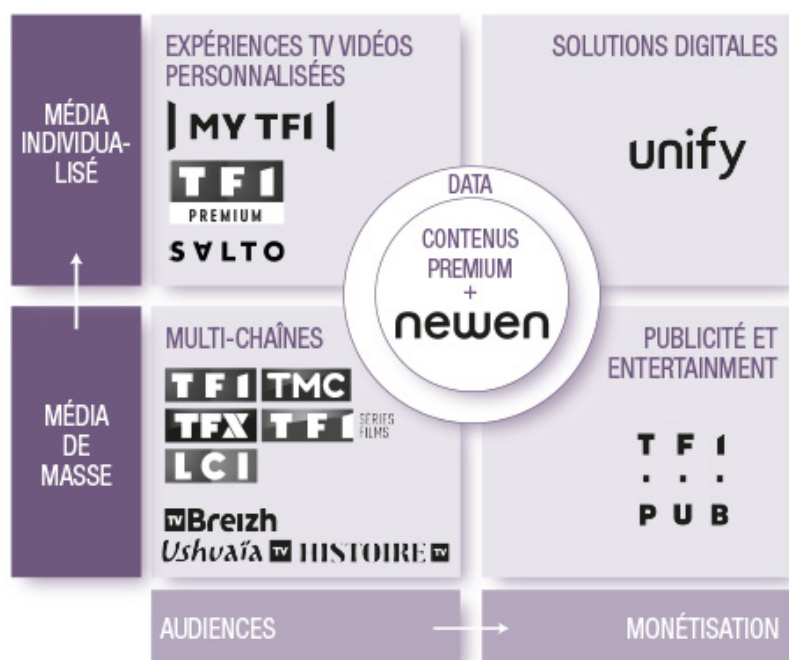 MÉDIA
INDIVIDUA-
LISÉ
EXPÉRIENCES TV VIDÉOS
PERSONNALISÉES
MY TF1
TF1
PREMIUM
SALTO
SOLUTIONS DIGITALES
unify
DATA
CONTENUS
PREMIUM
+
newen
MÉDIA
DE
MASSE
MULTI-CHAÎNES
TF1 TMC
TFX TF1 SÉRIES
FILMS
LCI
TV Breizh
Ushuaïa TV HISTOIRE TV
PUBLICITÉ ET
ENTERTAINMENT
TF1
PUB
AUDIENCES
MONÉTISATION